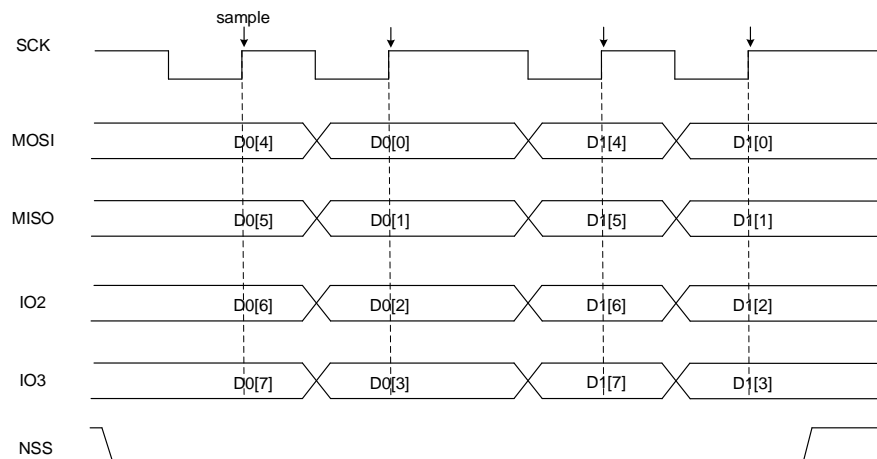 sample
SCK
MOSI D0[4] D0[0] D1[4] D1[0]
MISO D0[5] D0[1] D1[5] D1[1]
IO2 D0[6] D0[2] D1[6] D1[2]
IO3 D0[7] D0[3] D1[7] D1[3]
NSS